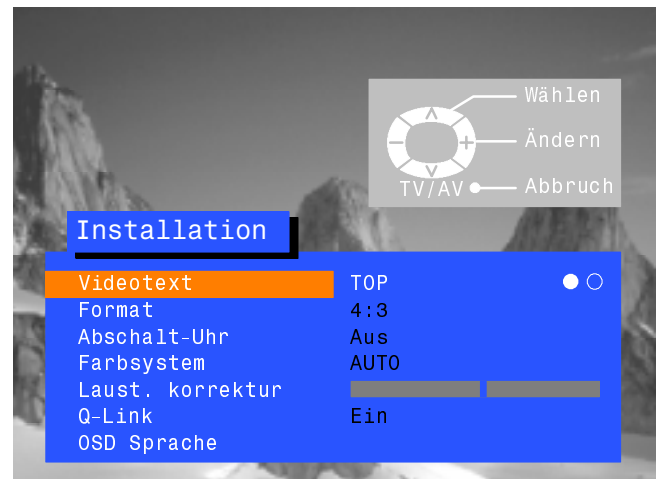 Wählen
Ändern
TV/AV Abbruch
Installation
Videotext TOP
Format 4:3
Abschalt-Uhr Aus
Farbsystem AUTO
Laust. korrektur
Q-Link Ein
OSD Sprache